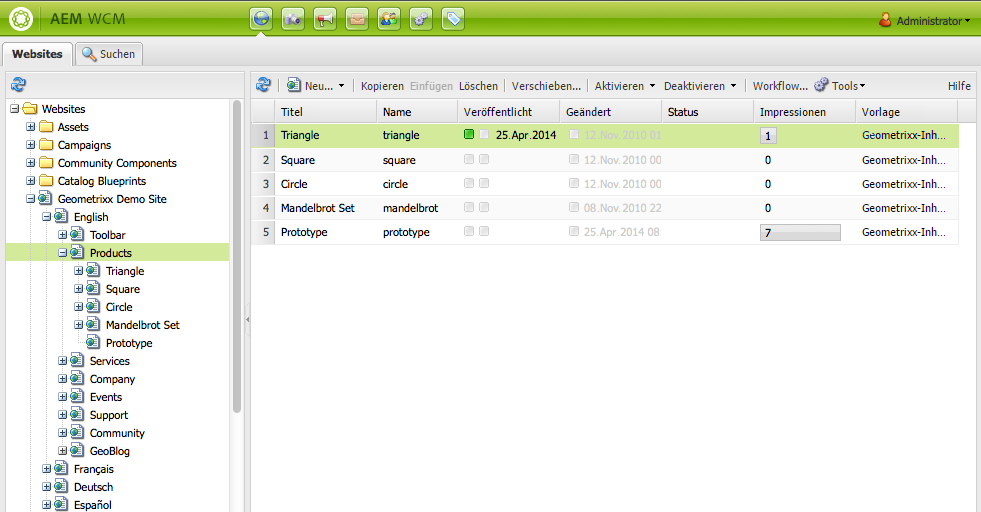 AEM WCM
Administrator
Websites
Suchen
Neu... Kopieren Einfügen Löschen Verschieben... Aktivieren Deaktivieren Workflow... Tools Hilfe
Websites
Assets
Campaigns
Community Components
Catalog Blueprints
Geometrixx Demo Site
English
Toolbar
Products
Triangle
Square
Circle
Mandelbrot Set
Prototype
Services
Company
Events
Support
Community
GeoBlog
Français
Deutsch
Español
Titel Name Veröffentlicht Geändert Status Impressionen Vorlage
1 Triangle triangle 25.Apr.2014 12.Nov.2010 01 1 Geometrixx-Inh...
2 Square square 12.Nov.2010 00 0 Geometrixx-Inh...
3 Circle circle 12.Nov.2010 00 0 Geometrixx-Inh...
4 Mandelbrot Set mandelbrot 08.Nov.2010 22 0 Geometrixx-Inh...
5 Prototype prototype 25.Apr.2014 08 7 Geometrixx-Inh...